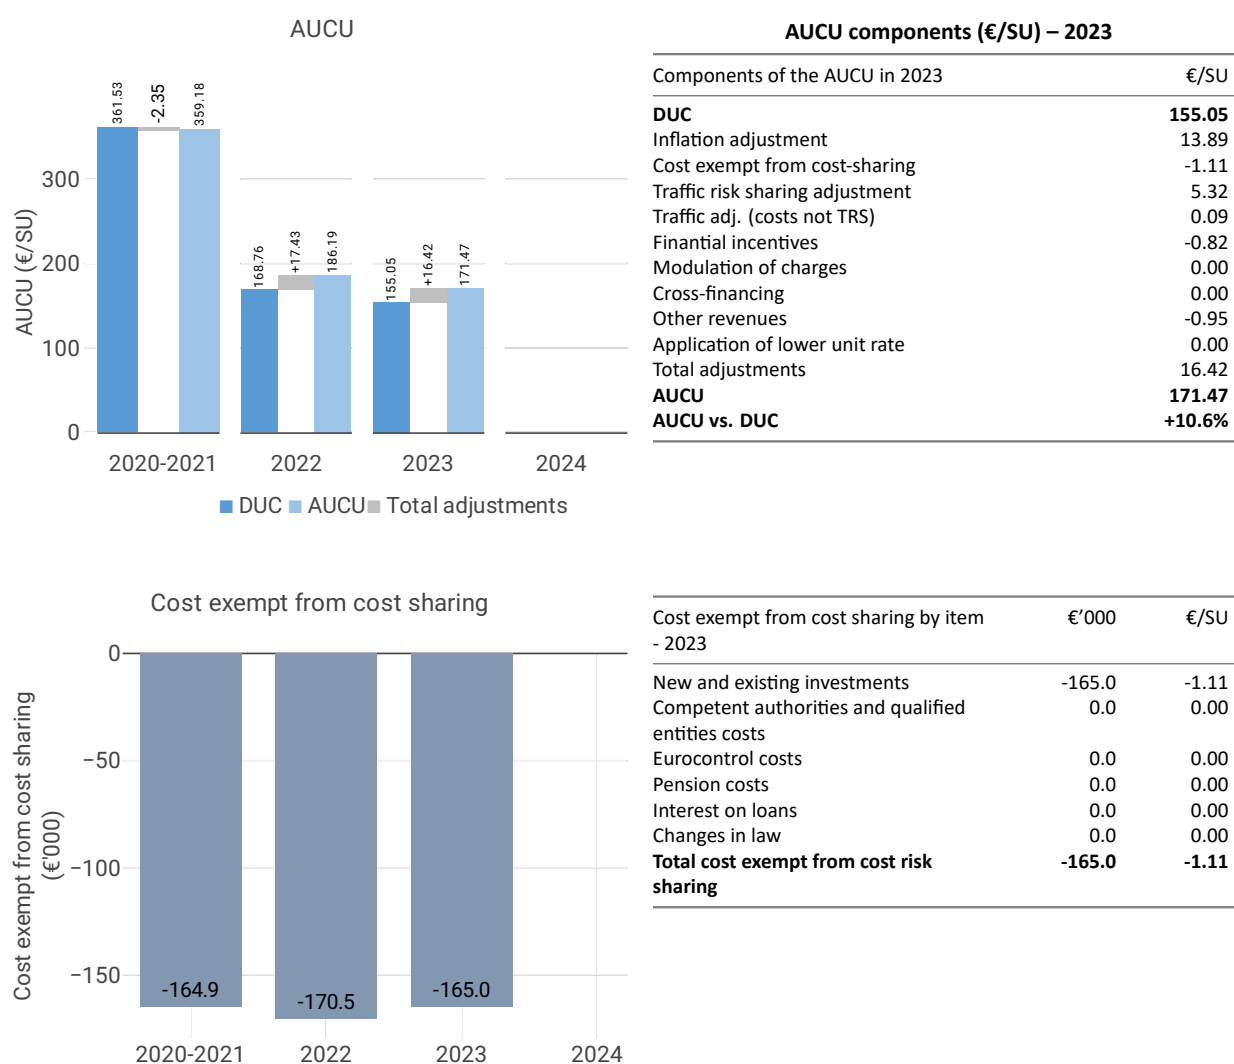 AUCU
AUCU (€/SU)
300
200
100
0
361.53
-2.35
359.18
168.76
+17.43
186.19
155.05
+16.42
171.47
2020-2021
2022
2023
2024
DUC AUCU Total adjustments
AUCU components (€/SU) – 2023
Components of the AUCU in 2023 €/SU
DUC 155.05
Inflation adjustment 13.89
Cost exempt from cost-sharing -1.11
Traffic risk sharing adjustment 5.32
Traffic adj. (costs not TRS) 0.09
Finantial incentives -0.82
Modulation of charges 0.00
Cross-financing 0.00
Other revenues -0.95
Application of lower unit rate 0.00
Total adjustments 16.42
AUCU 171.47
AUCU vs. DUC +10.6%
Cost exempt from cost sharing
Cost exempt from cost sharing
(€'000)
0
−50
−100
−150
-164.9
-170.5
-165.0
2020-2021
2022
2023
2024
Cost exempt from cost sharing by item €’000 €/SU
- 2023
New and existing investments -165.0 -1.11
Competent authorities and qualified 0.0 0.00
entities costs
Eurocontrol costs 0.0 0.00
Pension costs 0.0 0.00
Interest on loans 0.0 0.00
Changes in law 0.0 0.00
Total cost exempt from cost risk -165.0 -1.11
sharing